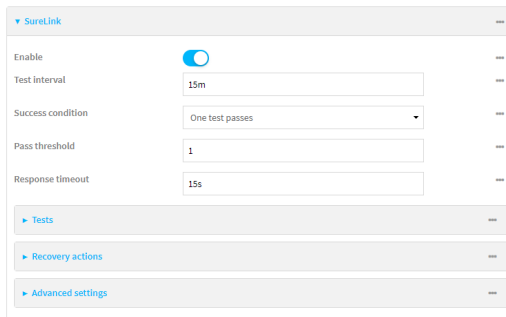 SureLink
Enable
Test interval
15m
Success condition
One test passes
Pass threshold
1
Response timeout
15s
Tests
Recovery actions
Advanced settings